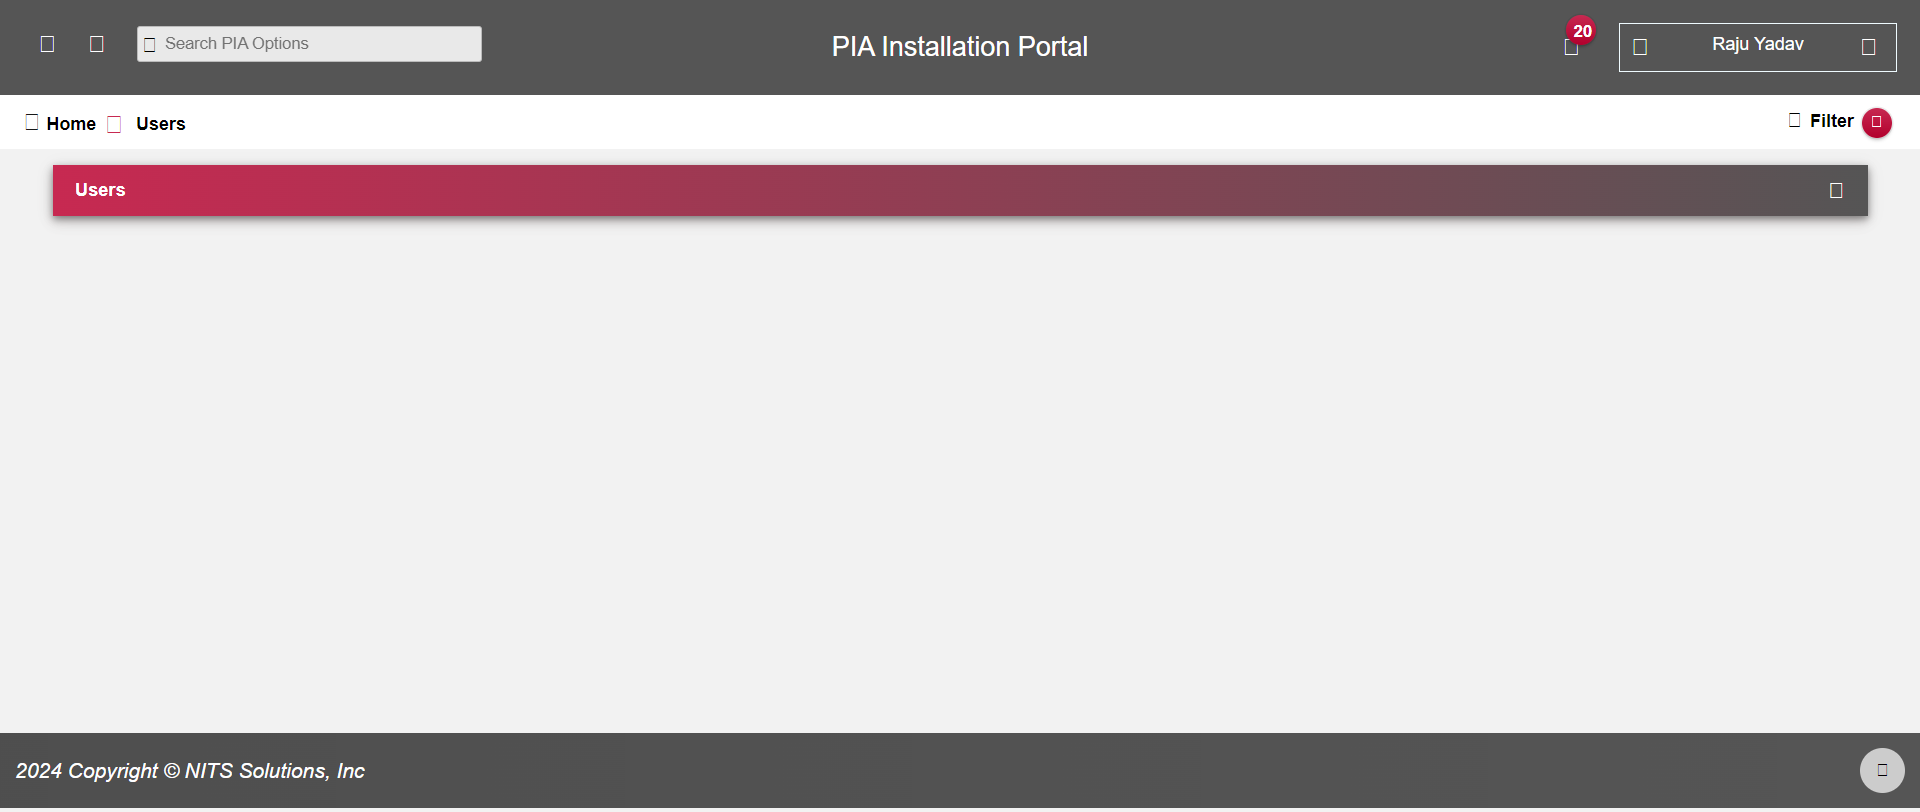 Search PIA Options
PIA Installation Portal
20
Raju Yadav
Home
Users
Filter
Users
2024 Copyright © NITS Solutions, Inc